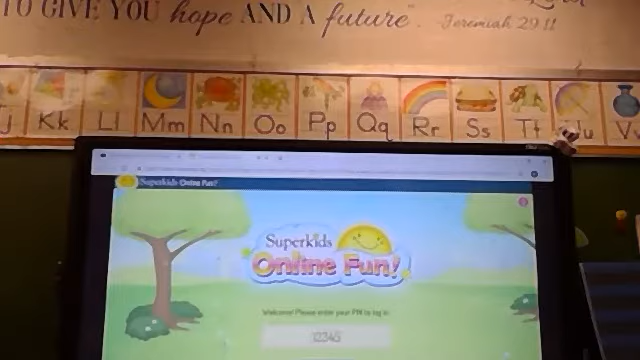 TO GIVE YOU hope AND A future". -Jeremiah 29:11
Jj Kk Ll Mm Nn Oo Pp Qq Rr Ss Tt Uu Vv
Superkids Online Fun!
Superkids
Online Fun!
Welcome! Please enter your PIN to log in
12345